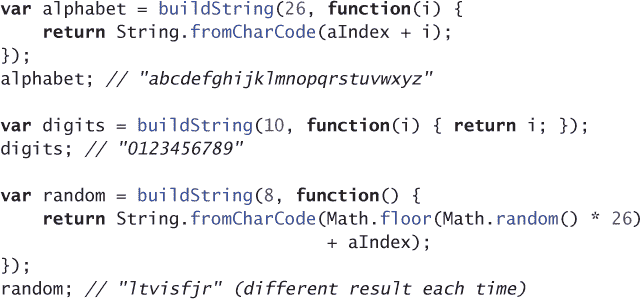 var alphabet = buildString(26, function(i) {
    return String.fromCharCode(aIndex + i);
});
alphabet; // "abcdefghijklmnopqrstuvwxyz"
var digits = buildString(10, function(i) { return i; });
digits; // "0123456789"
var random = buildString(8, function() {
    return String.fromCharCode(Math.floor(Math.random() * 26)
                               + aIndex);
});
random; // "ltvisfjr" (different result each time)